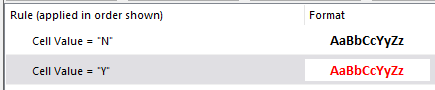 Rule (applied in order shown) Format
Cell Value = "N" AaBbCcYyZz
Cell Value = "Y" AaBbCcYyZz